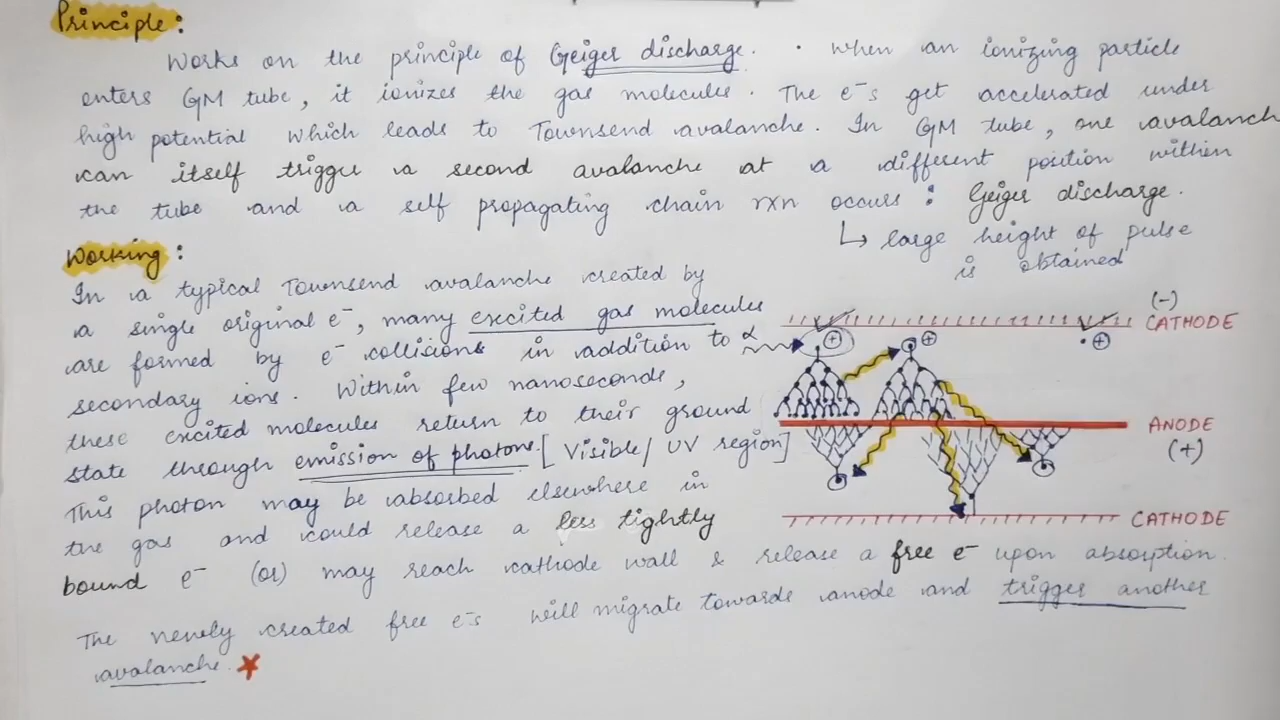 Principle:
Works on the principle of Geiger discharge. . when an ionizing particle
enters GM tube, it ionizes the gas molecules. The e⁻s get accelerated under
high potential which leads to Townsend avalanche. In GM tube, one avalanch
can itself trigger a second avalanche at a different position within
the tube and a self propagating chain rxn occurs : Geiger discharge.
↳ large height of pulse
is obtained
Working:
In a typical Townsend avalanche created by
a single original e⁻, many excited gas molecules
are formed by e⁻ collisions in addition to
secondary ions. Within few nanoseconds,
these excited molecules return to their ground
state through emission of photons. [Visible/ UV region]
This photon may be absorbed elsewhere in
the gas and could release a less tightly
bound e⁻ (or) may reach cathode wall & release a free e⁻ upon absorption.
The newly created free e⁻s will migrate towards anode and trigger another
avalanche.
(-)
CATHODE
α
+
+
+
ANODE
(+)
CATHODE